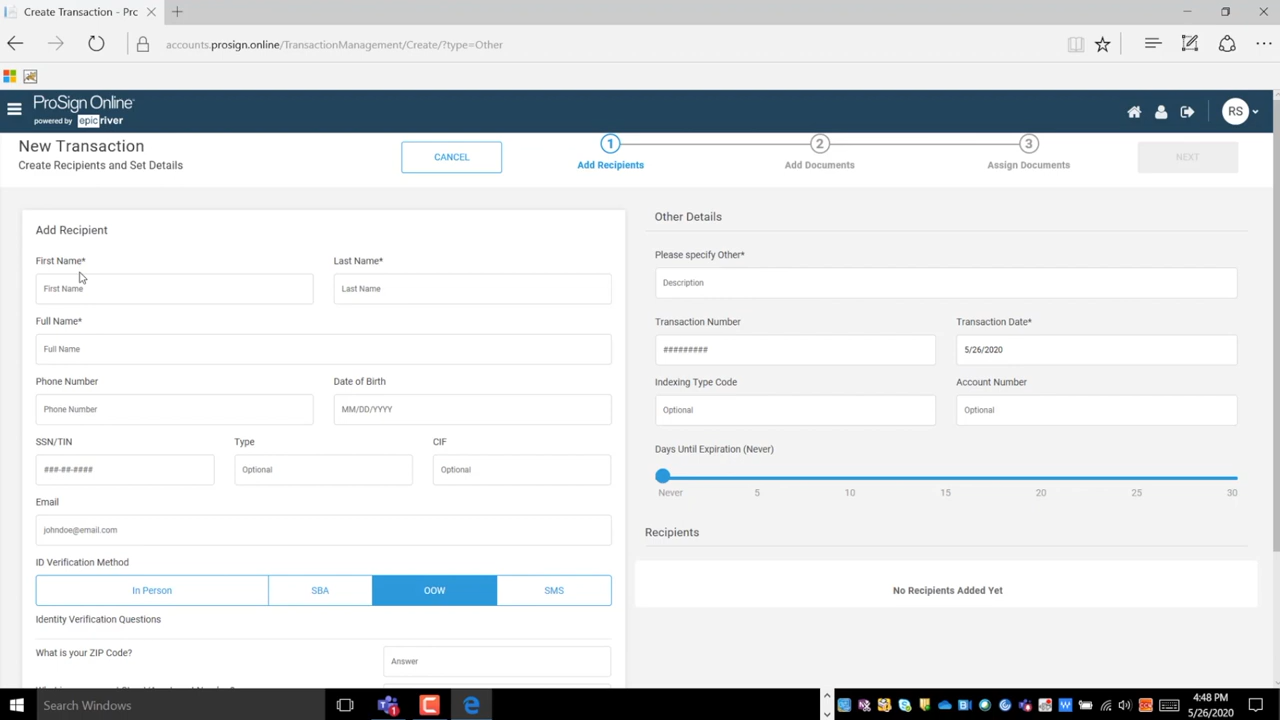 Create Transaction - Prc
accounts.prosign.online/TransactionManagement/Create/?type=Other
ProSign Online™
powered by epic river
RS
New Transaction
Create Recipients and Set Details
CANCEL
1
Add Recipients
2
Add Documents
3
Assign Documents
NEXT
Add Recipient
First Name*
First Name
Last Name*
Last Name
Full Name*
Full Name
Phone Number
Phone Number
Date of Birth
MM/DD/YYYY
SSN/TIN
###-##-####
Type
Optional
CIF
Optional
Email
johndoe@email.com
ID Verification Method
In Person
SBA
OOW
SMS
Identity Verification Questions
What is your ZIP Code?
Answer
Other Details
Please specify Other*
Description
Transaction Number
#########
Transaction Date*
5/26/2020
Indexing Type Code
Optional
Account Number
Optional
Days Until Expiration (Never)
Never 5 10 15 20 25 30
Recipients
No Recipients Added Yet
Search Windows
4:48 PM
5/26/2020